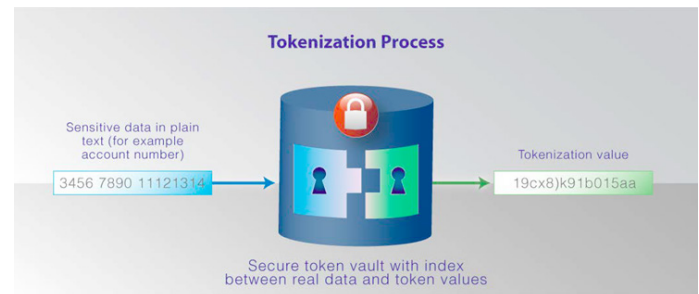 Tokenization Process
Sensitive data in plain
text (for example
account number)
3456 7890 11121314
Tokenization value
19cx8)k91b015aa
Secure token vault with index
between real data and token values